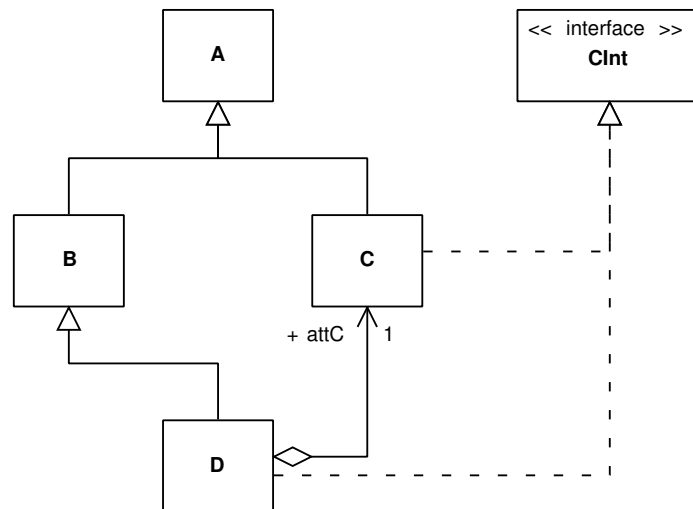 A
<< interface >>
CInt
B
C
+ attC
1
D